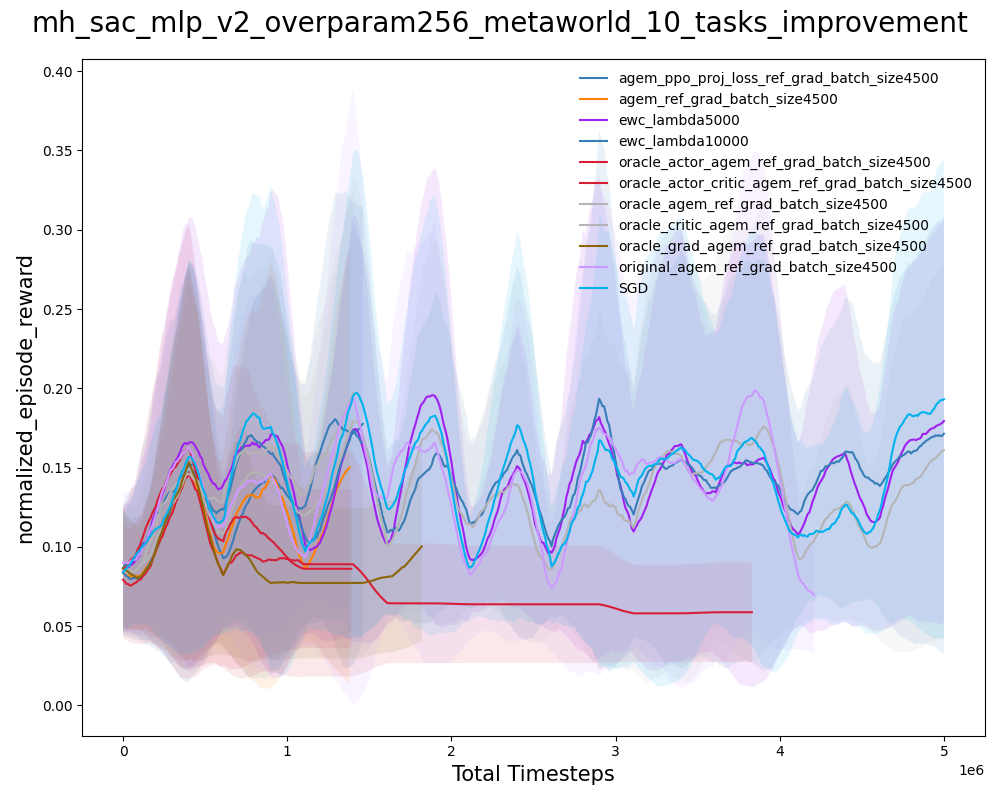 mh_sac_mlp_v2_overparam256_metaworld_10_tasks_improvement
0.40
0.35
0.30
0.25
0.20
0.15
0.10
0.05
0.00
normalized_episode_reward
agem_ppo_proj_loss_ref_grad_batch_size4500
agem_ref_grad_batch_size4500
ewc_lambda5000
ewc_lambda10000
oracle_actor_agem_ref_grad_batch_size4500
oracle_actor_critic_agem_ref_grad_batch_size4500
oracle_agem_ref_grad_batch_size4500
oracle_critic_agem_ref_grad_batch_size4500
oracle_grad_agem_ref_grad_batch_size4500
original_agem_ref_grad_batch_size4500
SGD
0 1 2 3 4 5
1e6
Total Timesteps